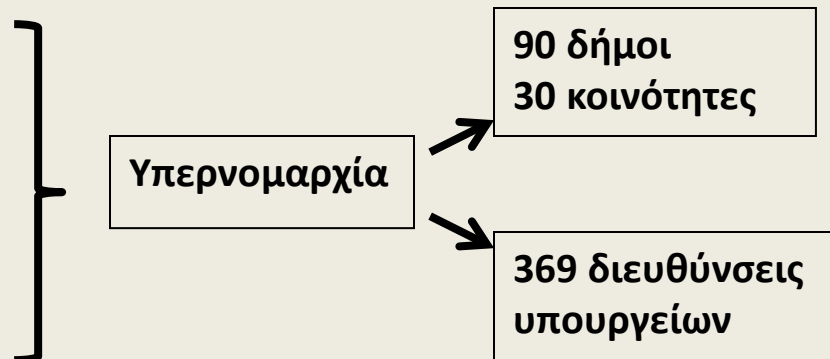 90 δήμοι
30 κοινότητες
Υπερνομαρχία
369 διευθύνσεις
υπουργείων